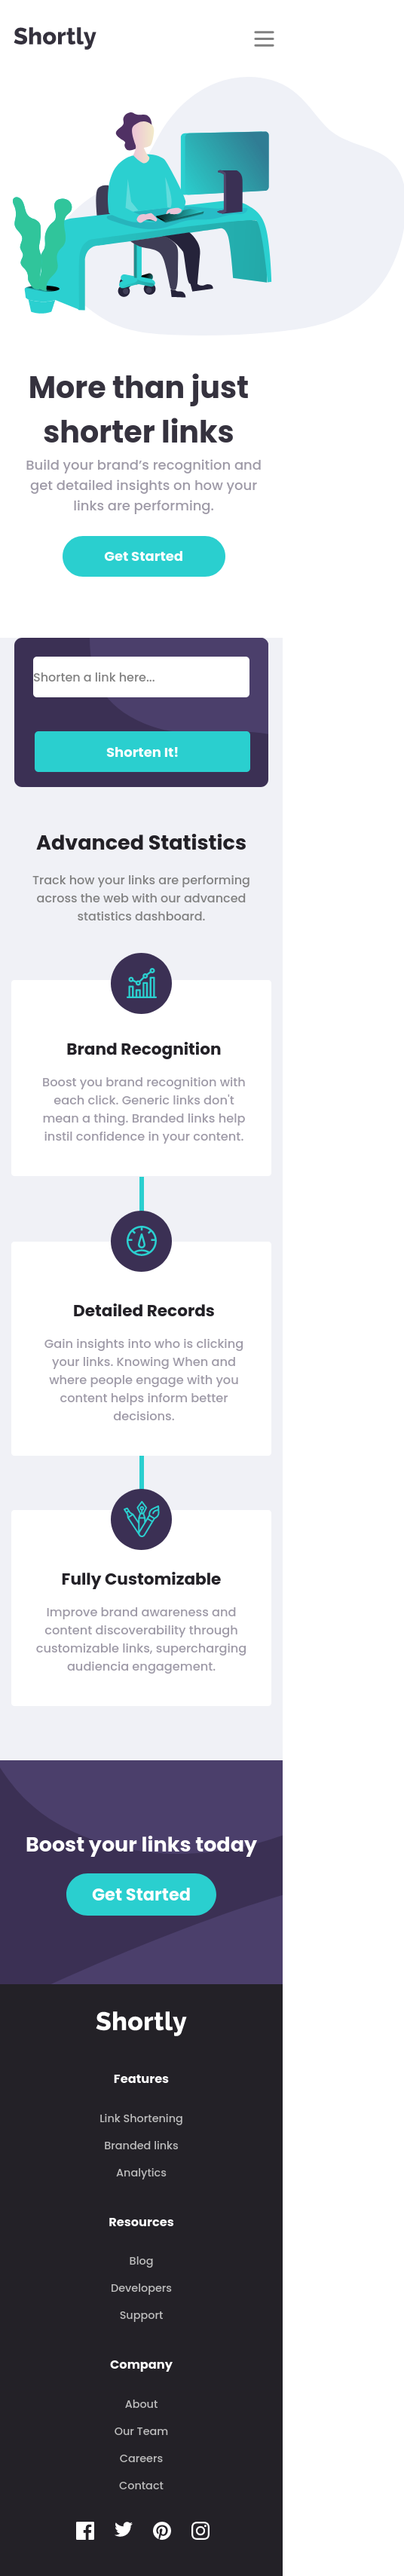 Shortly
More than just
shorter links
Build your brand’s recognition and
get detailed insights on how your
links are performing.
Get Started
Shorten a link here...
Shorten It!
Advanced Statistics
Track how your links are performing
across the web with our advanced
statistics dashboard.
Brand Recognition
Boost you brand recognition with
each click. Generic links don't
mean a thing. Branded links help
instil confidence in your content.
Detailed Records
Gain insights into who is clicking
your links. Knowing When and
where people engage with you
content helps inform better
decisions.
Fully Customizable
Improve brand awareness and
content discoverability through
customizable links, supercharging
audiencia engagement.
Boost your links today
Get Started
Shortly
Features
Link Shortening
Branded links
Analytics
Resources
Blog
Developers
Support
Company
About
Our Team
Careers
Contact